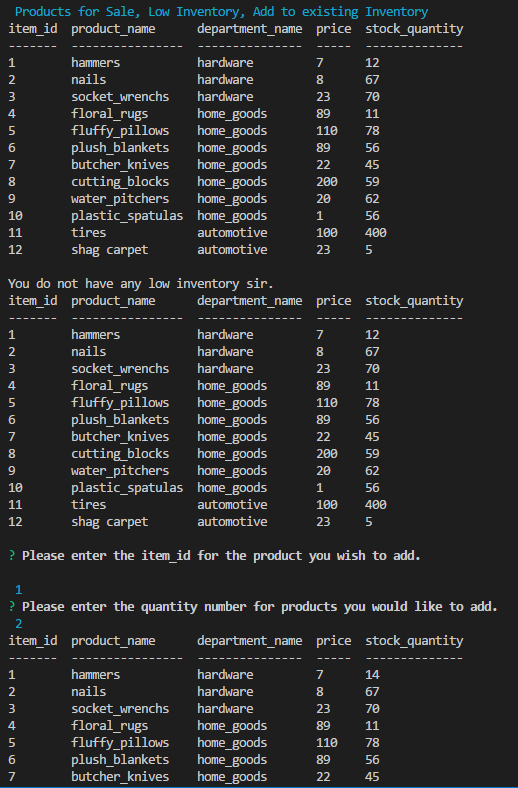 Products for Sale, Low Inventory, Add to existing Inventory
item_id  product_name      department_name  price  stock_quantity
-------  ----------------  ---------------  -----  --------------
1        hammers           hardware         7      12
2        nails             hardware         8      67
3        socket_wrenchs    hardware         23     70
4        floral_rugs       home_goods       89     11
5        fluffy_pillows    home_goods       110    78
6        plush_blankets    home_goods       89     56
7        butcher_knives    home_goods       22     45
8        cutting_blocks    home_goods       200    59
9        water_pitchers    home_goods       20     62
10       plastic_spatulas  home_goods       1      56
11       tires             automotive       100    400
12       shag carpet       automotive       23     5
You do not have any low inventory sir.
item_id  product_name      department_name  price  stock_quantity
-------  ----------------  ---------------  -----  --------------
1        hammers           hardware         7      12
2        nails             hardware         8      67
3        socket_wrenchs    hardware         23     70
4        floral_rugs       home_goods       89     11
5        fluffy_pillows    home_goods       110    78
6        plush_blankets    home_goods       89     56
7        butcher_knives    home_goods       22     45
8        cutting_blocks    home_goods       200    59
9        water_pitchers    home_goods       20     62
10       plastic_spatulas  home_goods       1      56
11       tires             automotive       100    400
12       shag carpet       automotive       23     5
? Please enter the item_id for the product you wish to add.
1
? Please enter the quantity number for products you would like to add.
2
item_id  product_name      department_name  price  stock_quantity
-------  ----------------  ---------------  -----  --------------
1        hammers           hardware         7      14
2        nails             hardware         8      67
3        socket_wrenchs    hardware         23     70
4        floral_rugs       home_goods       89     11
5        fluffy_pillows    home_goods       110    78
6        plush_blankets    home_goods       89     56
7        butcher_knives    home_goods       22     45